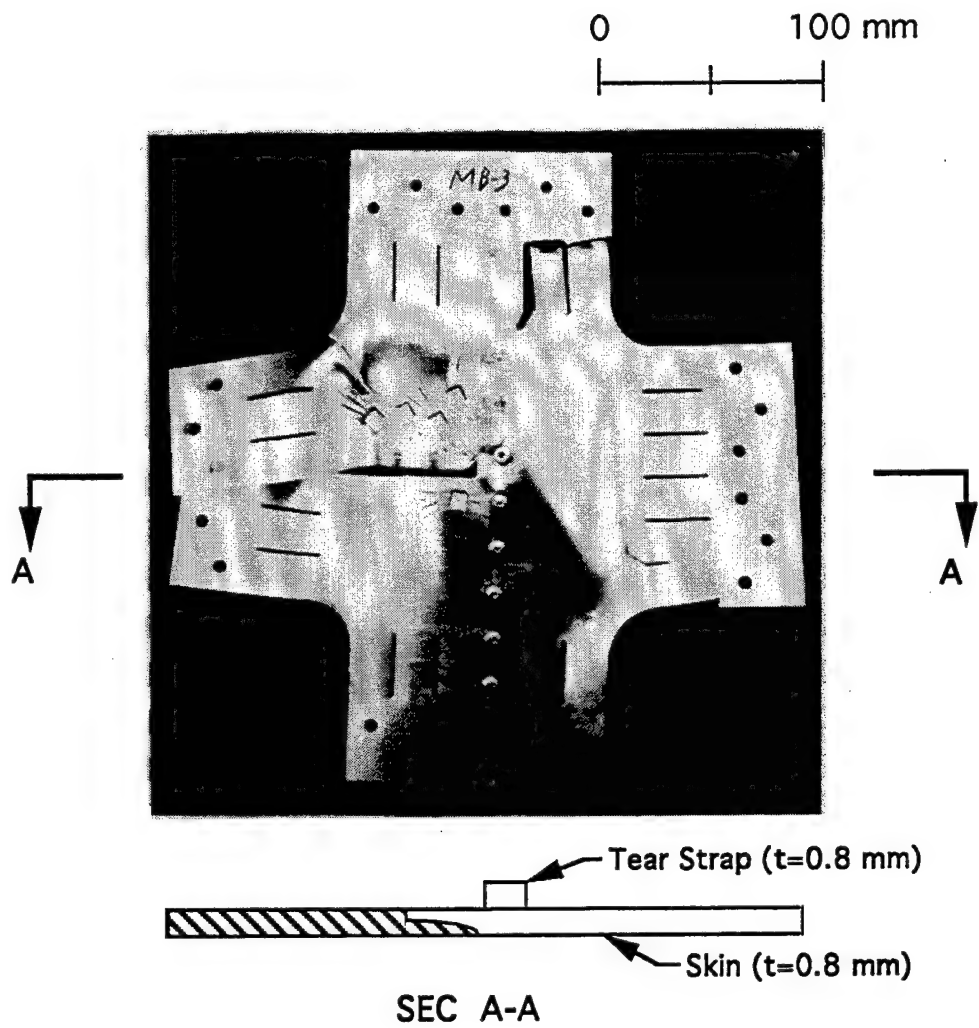 0 100 mm
MB-3
A A
Tear Strap (t=0.8 mm)
Skin (t=0.8 mm)
SEC A-A